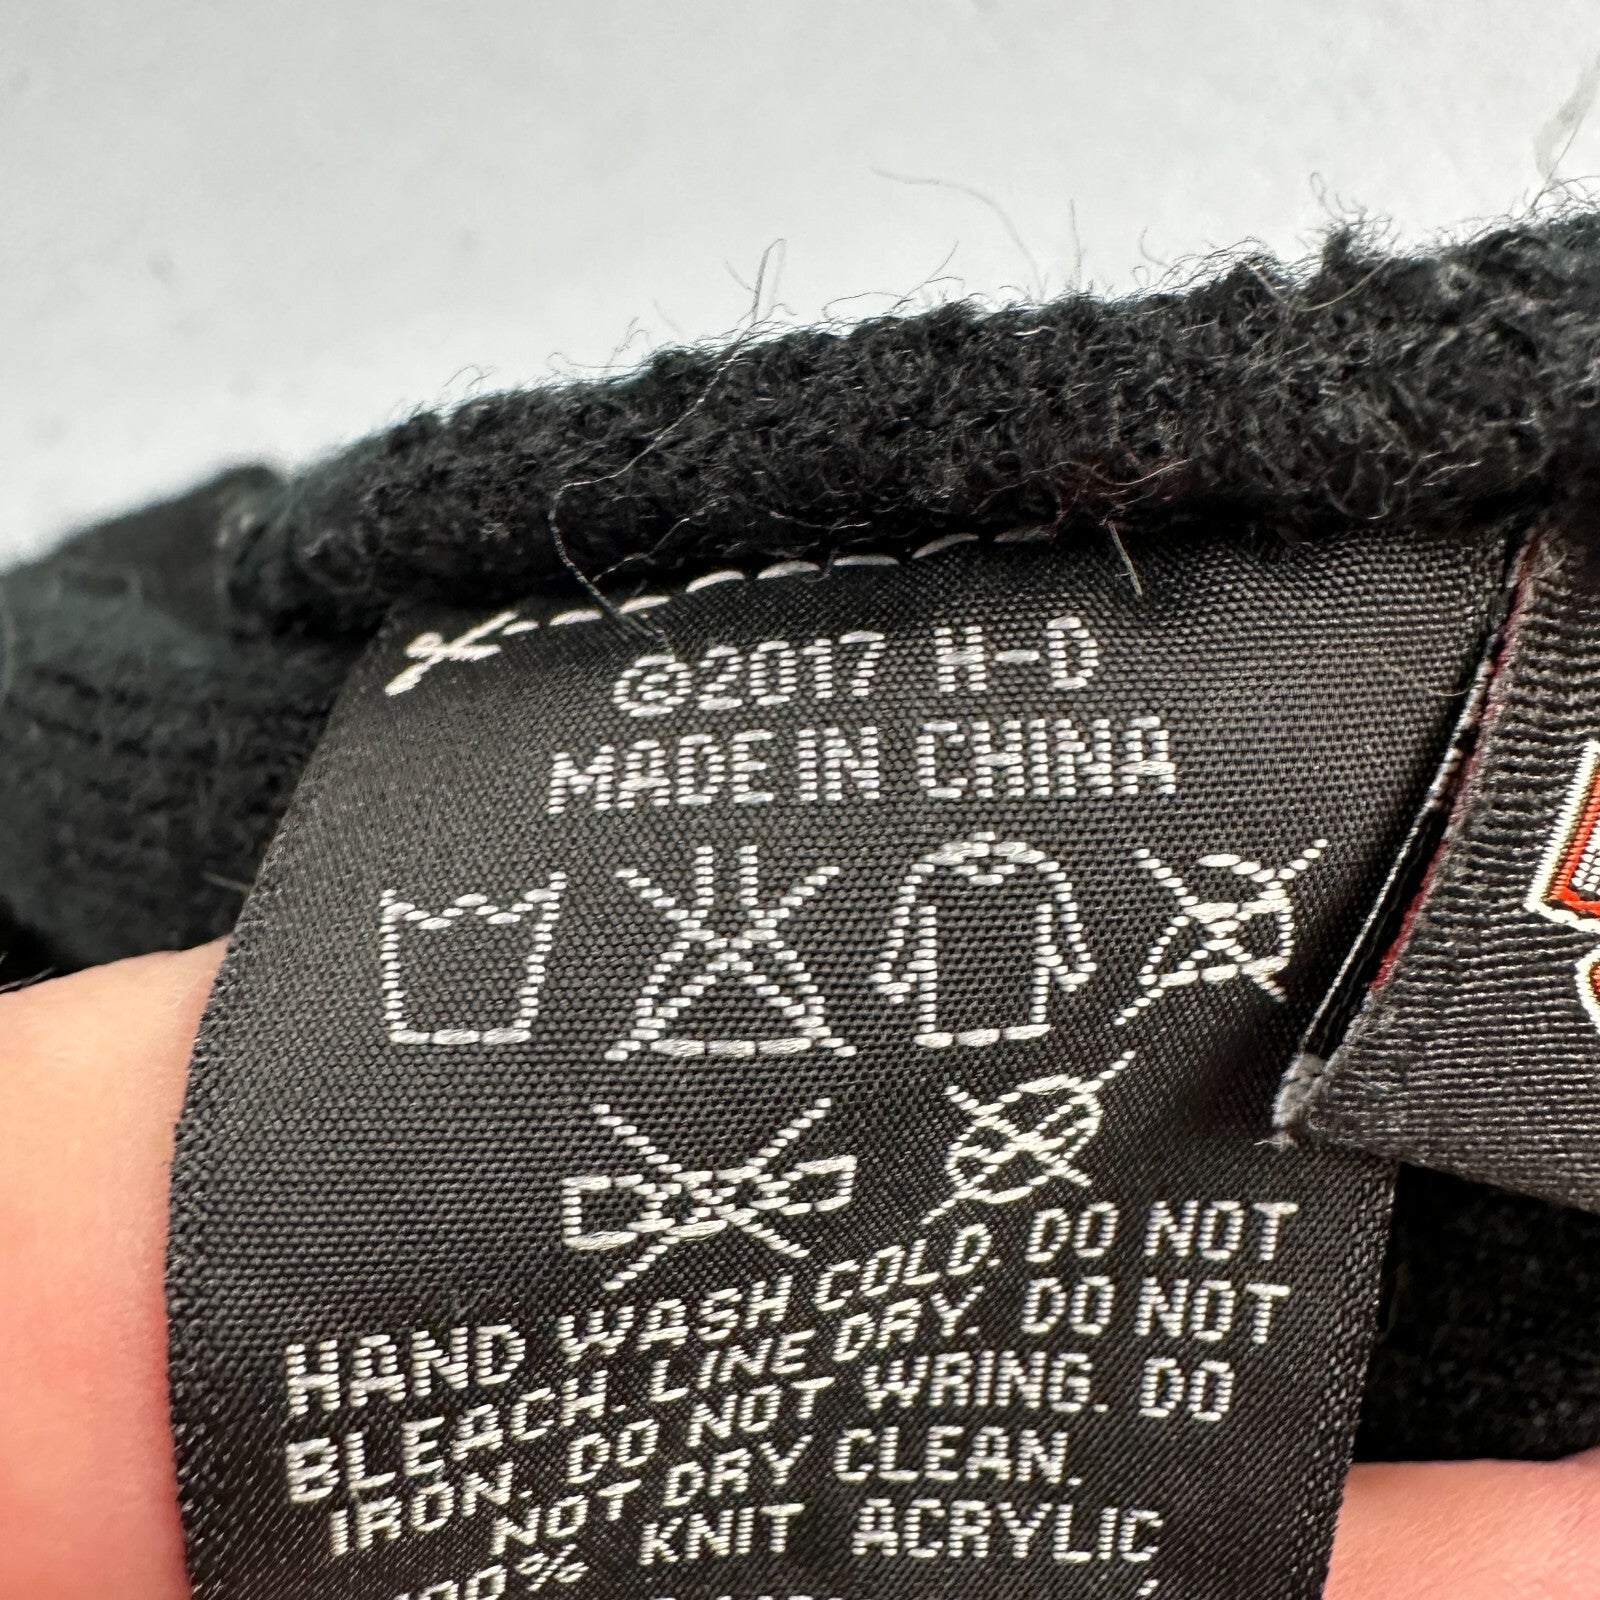 ©2017 H-D
MADE IN CHINA
HAND WASH COLD. DO NOT
BLEACH. LINE DRY. DO NOT
IRON. DO NOT WRING. DO
NOT DRY CLEAN.
100% KNIT ACRYLIC